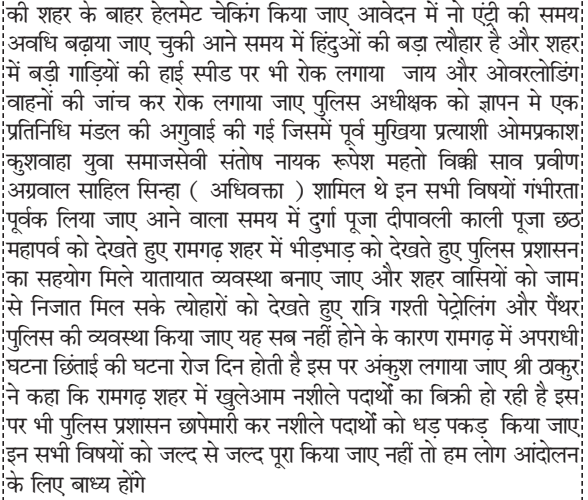 की शहर के बाहर हेलमेट चेकिंग किया जाए आवेदन में नो एंट्री की समय
अवधि बढ़ाया जाए चुकी आने समय में हिंदुओं की बड़ा त्यौहार है और शहर
में बड़ी गाड़ियों की हाई स्पीड पर भी रोक लगाया जाय और ओवरलोडिंग
वाहनों की जांच कर रोक लगाया जाए पुलिस अधीक्षक को ज्ञापन मे एक
प्रतिनिधि मंडल की अगुवाई की गई जिसमें पूर्व मुखिया प्रत्याशी ओमप्रकाश
कुशवाहा युवा समाजसेवी संतोष नायक रूपेश महतो विक्की साव प्रवीण
अग्रवाल साहिल सिन्हा ( अधिवक्ता ) शामिल थे इन सभी विषयों गंभीरता
पूर्वक लिया जाए आने वाला समय में दुर्गा पूजा दीपावली काली पूजा छठ
महापर्व को देखते हुए रामगढ़ शहर में भीड़भाड़ को देखते हुए पुलिस प्रशासन
का सहयोग मिले यातायात व्यवस्था बनाए जाए और शहर वासियों को जाम
से निजात मिल सके त्योहारों को देखते हुए रात्रि गश्ती पेट्रोलिंग और पैंथर
पुलिस की व्यवस्था किया जाए यह सब नहीं होने के कारण रामगढ़ में अपराधी
घटना छिंताई की घटना रोज दिन होती है इस पर अंकुश लगाया जाए श्री ठाकुर
ने कहा कि रामगढ़ शहर में खुलेआम नशीले पदार्थों का बिक्री हो रही है इस
पर भी पुलिस प्रशासन छापेमारी कर नशीले पदार्थों को धड़ पकड़ किया जाए
इन सभी विषयों को जल्द से जल्द पूरा किया जाए नहीं तो हम लोग आंदोलन
के लिए बाध्य होंगे